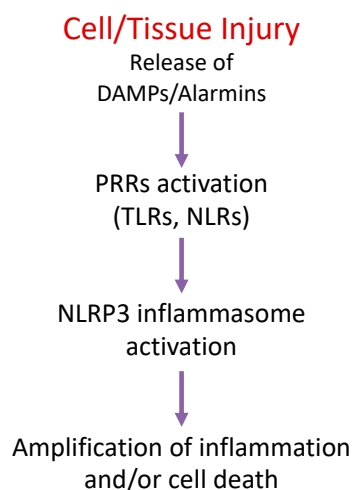 Cell/Tissue Injury
Release of
DAMPs/Alarmins
PRRs activation
(TLRs, NLRs)
NLRP3 inflammasome
activation
Amplification of inflammation
and/or cell death